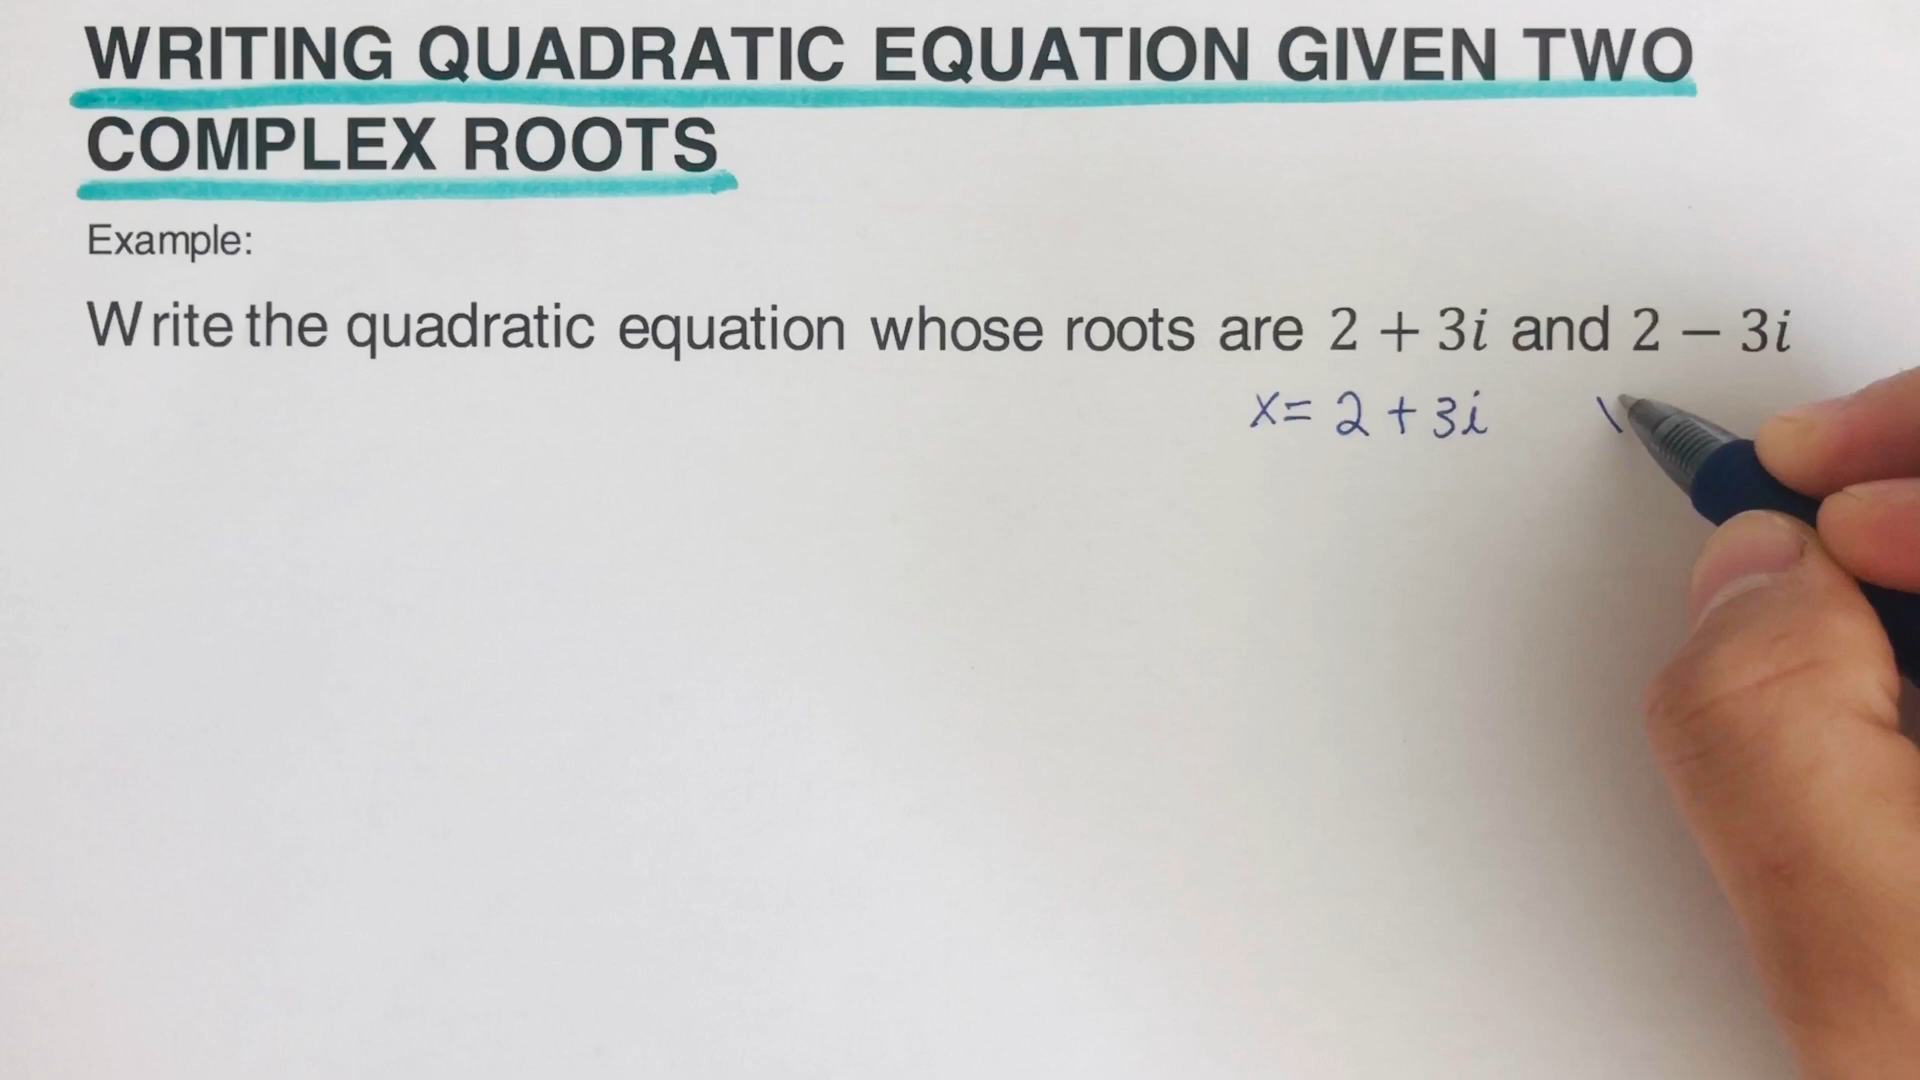 WRITING QUADRATIC EQUATION GIVEN TWO
COMPLEX ROOTS
Example:
Write the quadratic equation whose roots are 2 + 3i and 2 − 3i
x= 2 + 3i